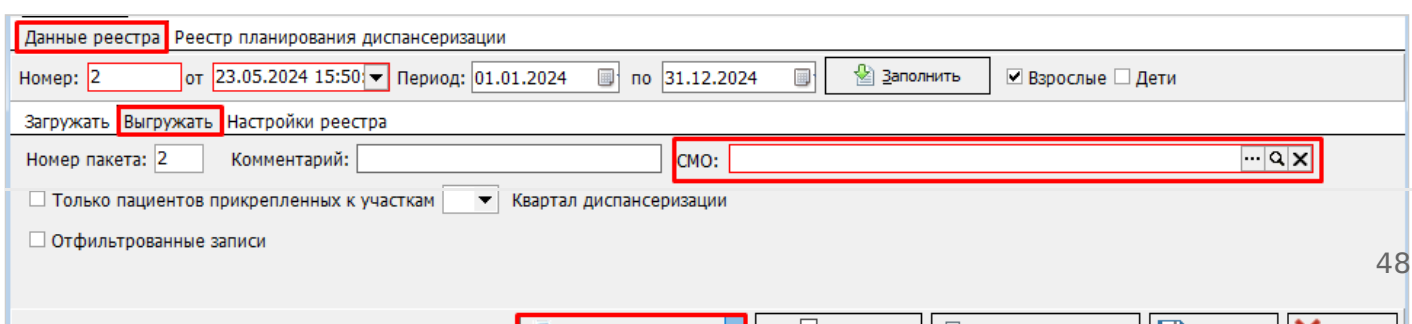 Данные реестра Реестр планирования диспансеризации
Номер: 2 от 23.05.2024 15:50: Период: 01.01.2024 по 31.12.2024 Заполнить Взрослые Дети
Загружать Выгружать Настройки реестра
Номер пакета: 2 Комментарий: СМО: ...
Только пациентов прикрепленных к участкам Квартал диспансеризации
Отфильтрованные записи
48